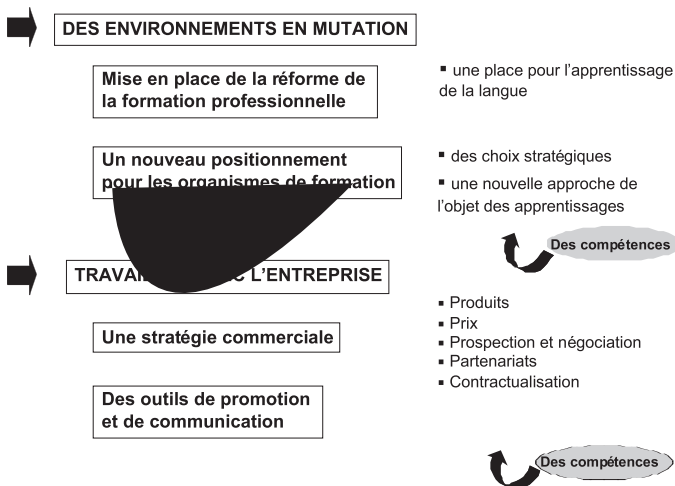 DES ENVIRONNEMENTS EN MUTATION
Mise en place de la réforme de
la formation professionnelle
▪ une place pour l'apprentissage
de la langue
Un nouveau positionnement
pour les organismes de formation
▪ des choix stratégiques
▪ une nouvelle approche de
l'objet des apprentissages
Des compétences
L'ENTREPRISE
Une stratégie commerciale
▪ Produits
▪ Prix
▪ Prospection et négociation
▪ Partenariats
▪ Contractualisation
Des outils de promotion
et de communication
Des compétences